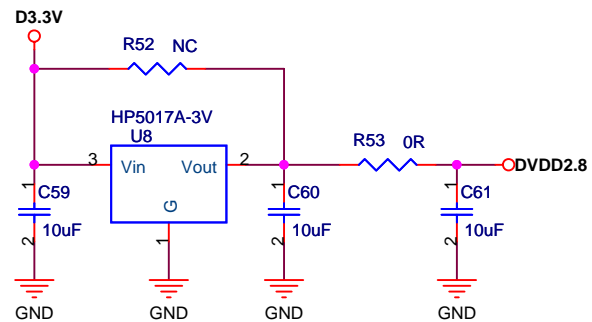 D3.3V
R52 NC
HP5017A-3V
U8
R53 0R
3 Vin Vout 2
DVDD2.8
G
1
1 C59
10uF
2
1 C60
10uF
2
1 C61
10uF
2
GND GND GND GND